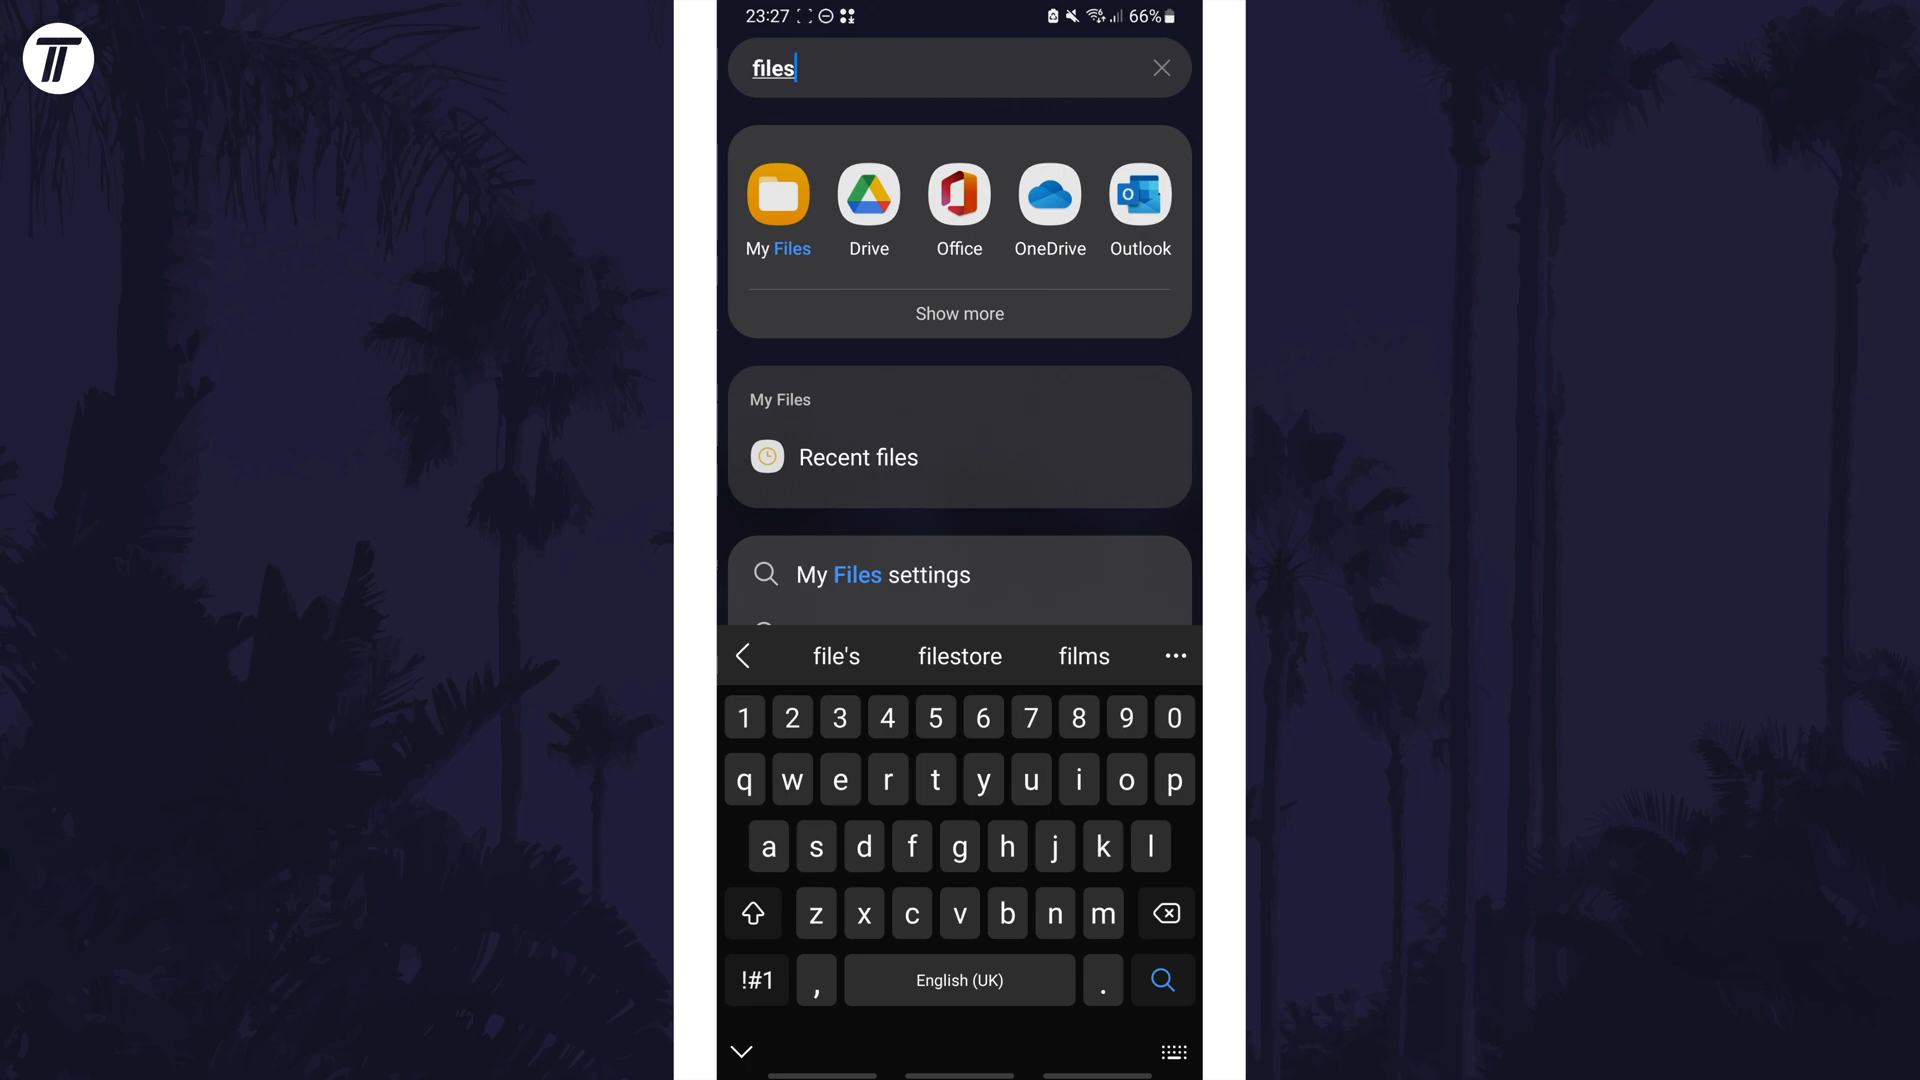 23:27 66%
files
My Files Drive Office OneDrive Outlook
Show more
My Files
Recent files
My Files settings
file's filestore films
1 2 3 4 5 6 7 8 9 0
q w e r t y u i o p
a s d f g h j k l
z x c v b n m
!#1 , English (UK) .